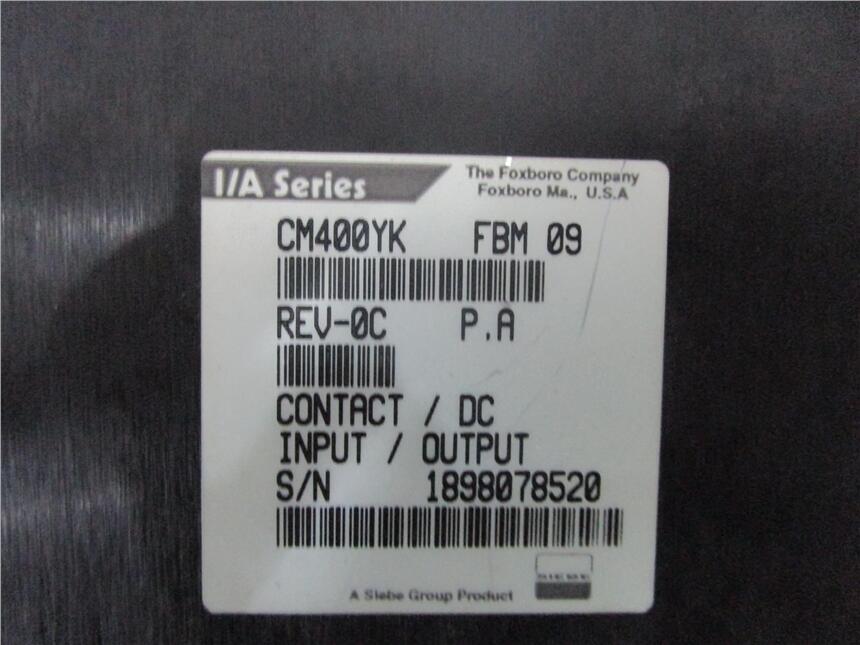 I/A Series
The Foxboro Company
Foxboro Ma., U.S.A
CM400YK FBM 09
REV-0C P.A
CONTACT / DC
INPUT / OUTPUT
S/N 1898078520
SIEBE
A Siebe Group Product